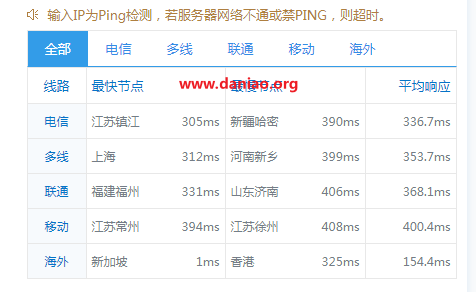 输入IP为Ping检测，若服务器网络不通或禁PING，则超时。
全部 电信 多线 联通 移动 海外
线路 最快节点 最慢节点 平均响应
www.daniao.org
电信 江苏镇江 305ms 新疆哈密 390ms 336.7ms
多线 上海 312ms 河南新乡 399ms 353.7ms
联通 福建福州 331ms 山东济南 406ms 368.1ms
移动 江苏常州 394ms 江苏徐州 408ms 400.4ms
海外 新加坡 1ms 香港 325ms 154.4ms